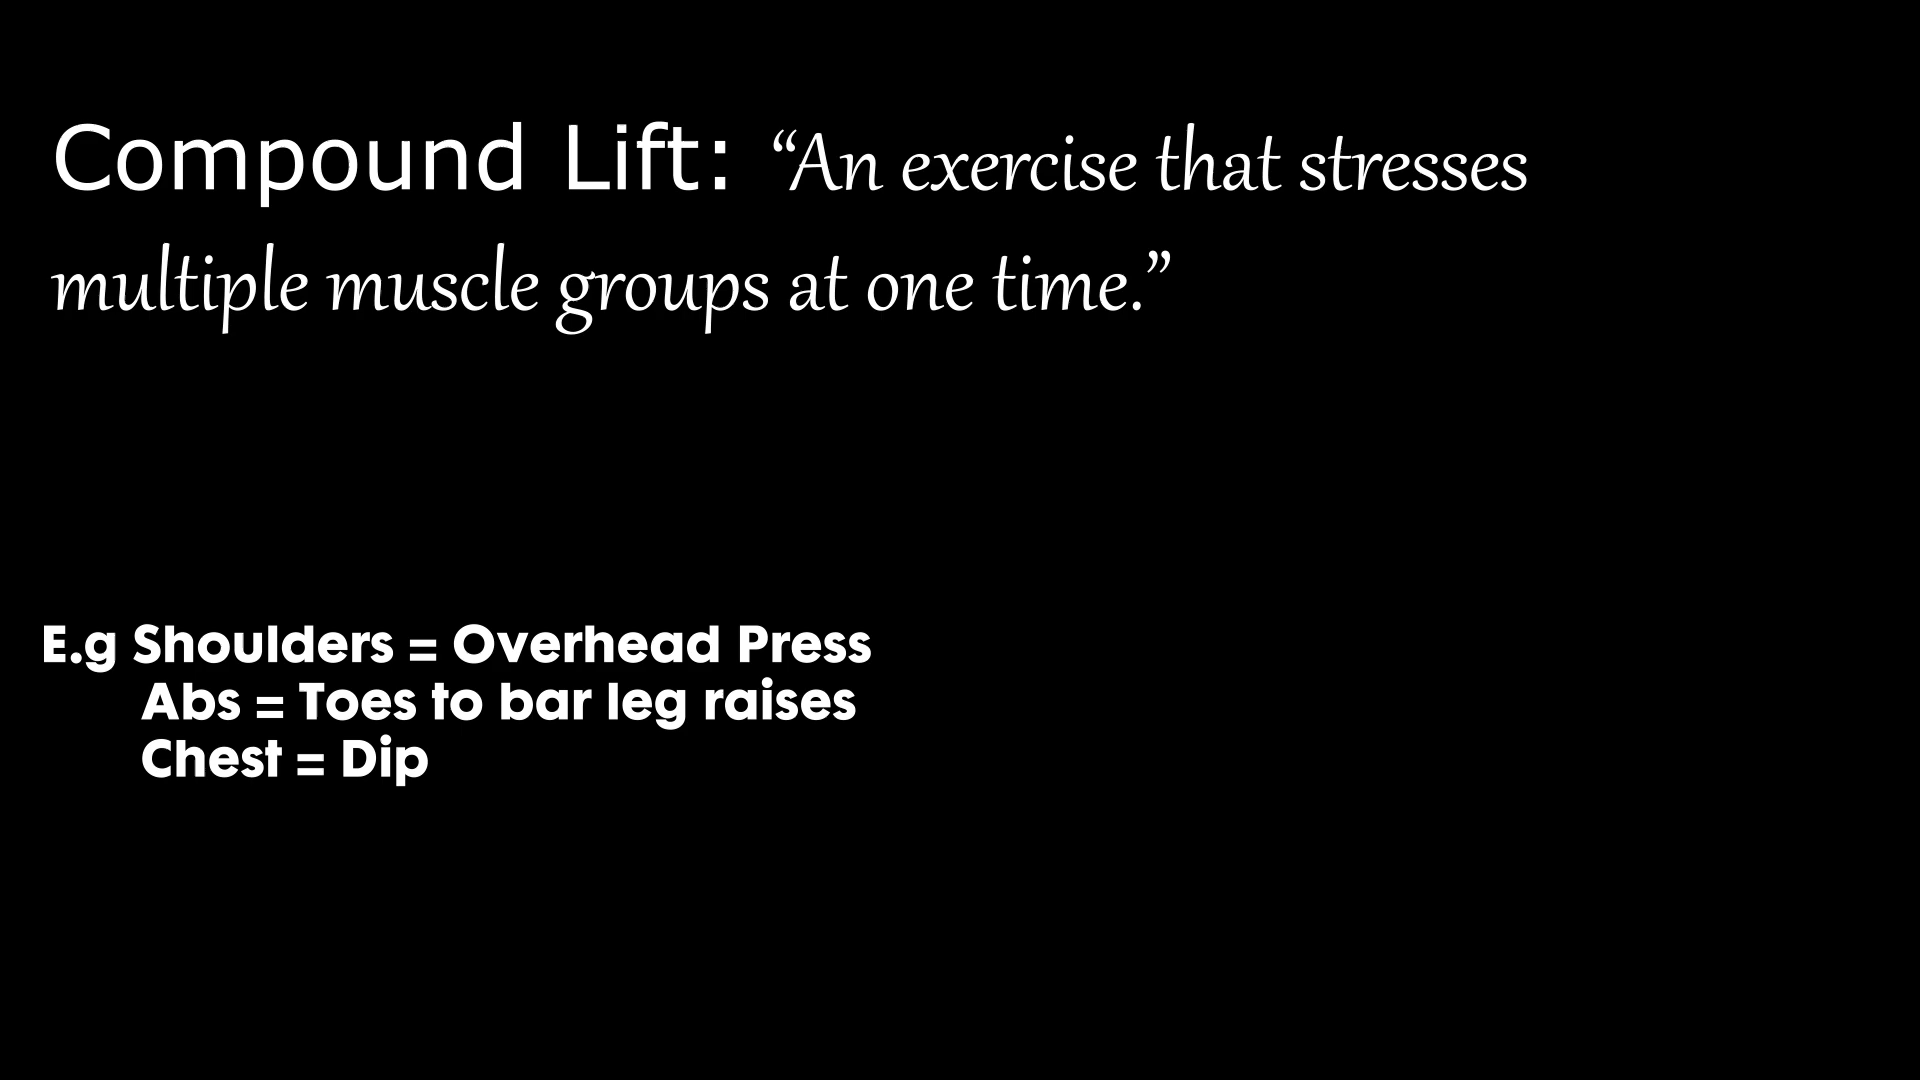 Compound Lift: “An exercise that stresses
multiple muscle groups at one time.”
E.g Shoulders = Overhead Press
Abs = Toes to bar leg raises
Chest = Dip